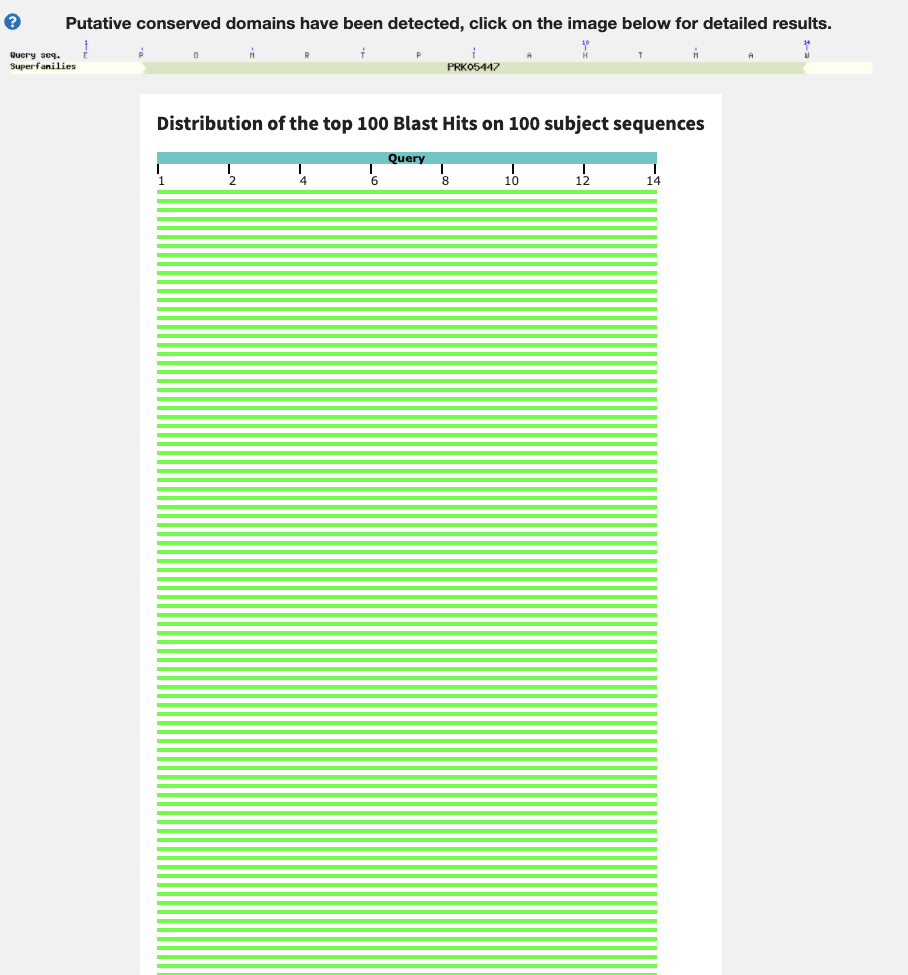 Putative conserved domains have been detected, click on the image below for detailed results.
1 10 14
Query seq. E P D M R T P I A H T M A W
Superfamilies PRK05447
Distribution of the top 100 Blast Hits on 100 subject sequences
Query
1 2 4 6 8 10 12 14